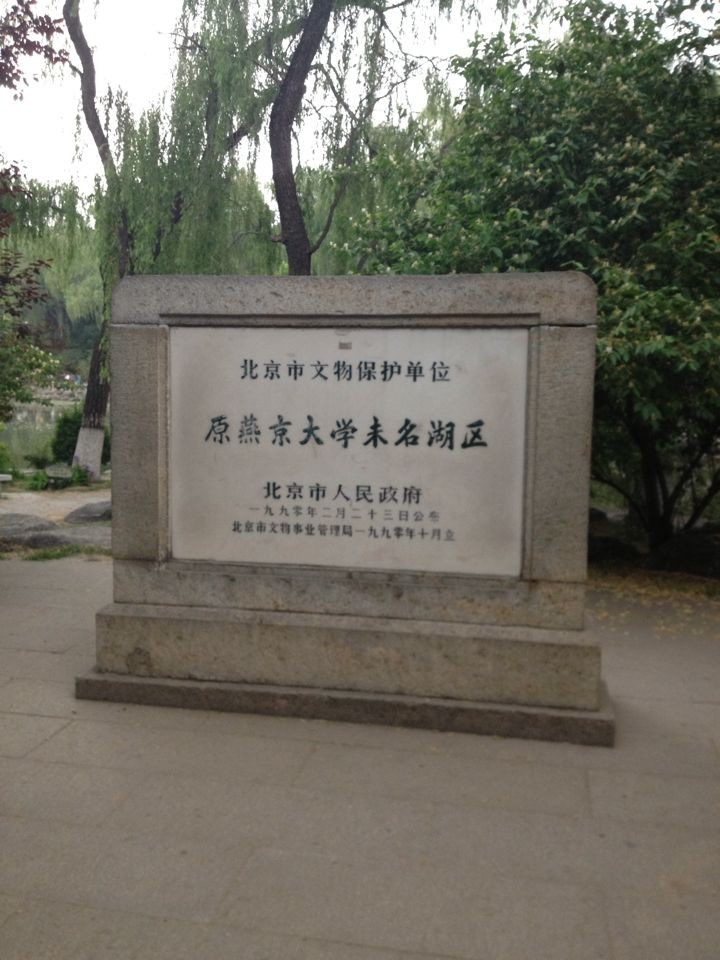 北京市文物保护单位
原燕京大学未名湖区
北京市人民政府
一九九零年二月二十三日公布
北京市文物事业管理局一九九零年十月立